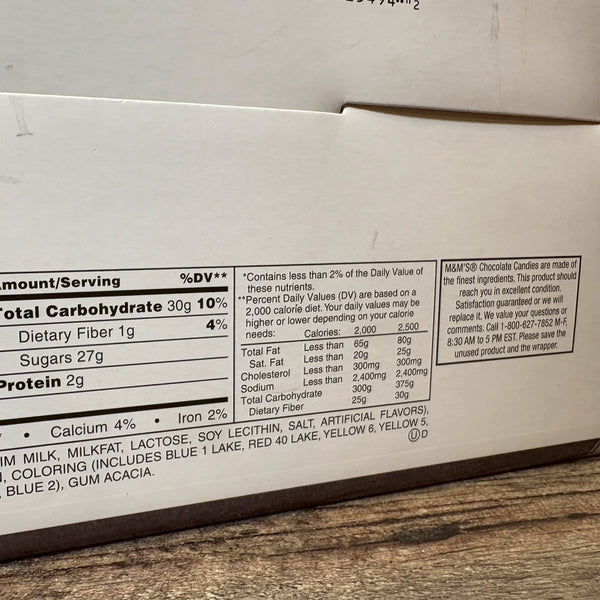 Amount/Serving %DV**
Total Carbohydrate 30g 10%
Dietary Fiber 1g 4%
Sugars 27g
Protein 2g
* • Calcium 4% • Iron 2%
*Contains less than 2% of the Daily Value of
these nutrients.
**Percent Daily Values (DV) are based on a
2,000 calorie diet. Your daily values may be
higher or lower depending on your calorie
needs: Calories: 2,000 2,500
Total Fat Less than 65g 80g
Sat. Fat Less than 20g 25g
Cholesterol Less than 300mg 300mg
Sodium Less than 2,400mg 2,400mg
Total Carbohydrate 300g 375g
Dietary Fiber 25g 30g
M&M'S® Chocolate Candies are made of
the finest ingredients. This product should
reach you in excellent condition.
Satisfaction guaranteed or we will
replace it. We value your questions or
comments. Call 1-800-627-7852 M-F,
8:30 AM to 5 PM EST. Please save the
unused product and the wrapper.
IM MILK, MILKFAT, LACTOSE, SOY LECITHIN, SALT, ARTIFICIAL FLAVORS),
, COLORING (INCLUDES BLUE 1 LAKE, RED 40 LAKE, YELLOW 6, YELLOW 5,
, BLUE 2), GUM ACACIA.
Ⓤ D